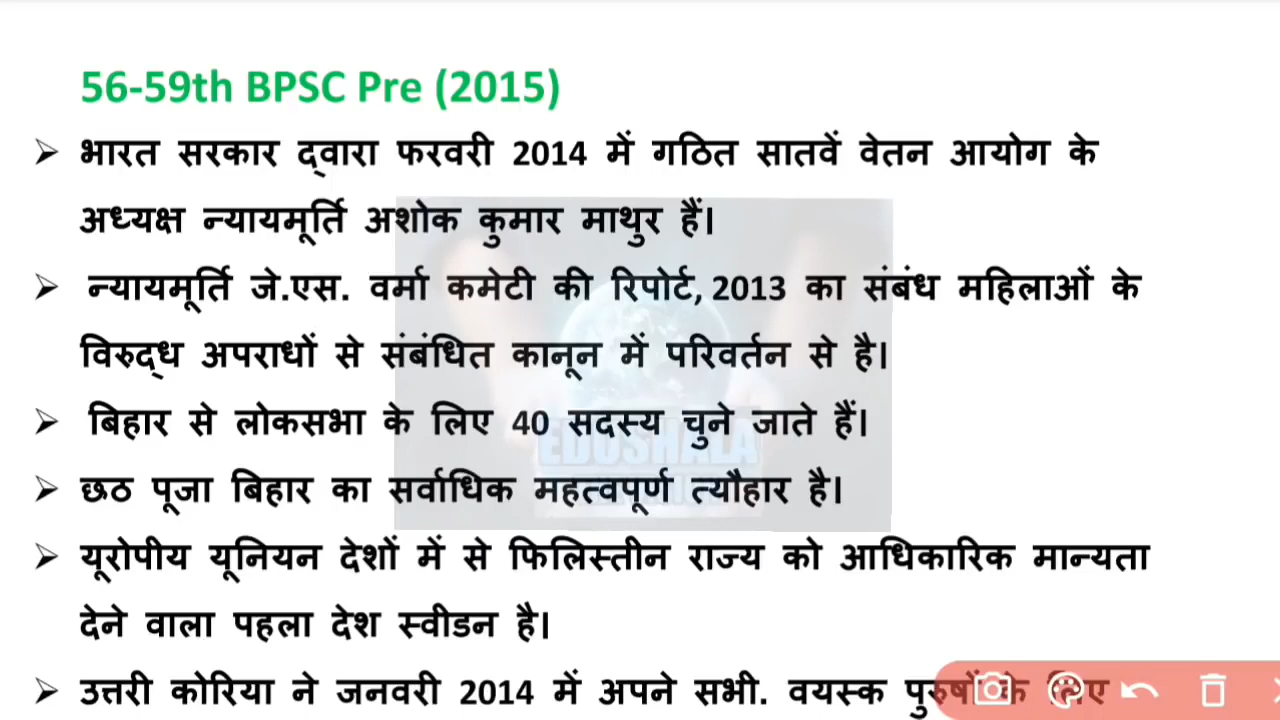 56-59th BPSC Pre (2015)
➢ भारत सरकार द्वारा फरवरी 2014 में गठित सातवें वेतन आयोग के
अध्यक्ष न्यायमूर्ति अशोक कुमार माथुर हैं।
➢ न्यायमूर्ति जे.एस. वर्मा कमेटी की रिपोर्ट, 2013 का संबंध महिलाओं के
विरुद्ध अपराधों से संबंधित कानून में परिवर्तन से है।
➢ बिहार से लोकसभा के लिए 40 सदस्य चुने जाते हैं।
EDUSHALA
➢ छठ पूजा बिहार का सर्वाधिक महत्वपूर्ण त्यौहार है।
➢ यूरोपीय यूनियन देशों में से फिलिस्तीन राज्य को आधिकारिक मान्यता
देने वाला पहला देश स्वीडन है।
➢ उत्तरी कोरिया ने जनवरी 2014 में अपने सभी. वयस्क पुरुषों के लिए